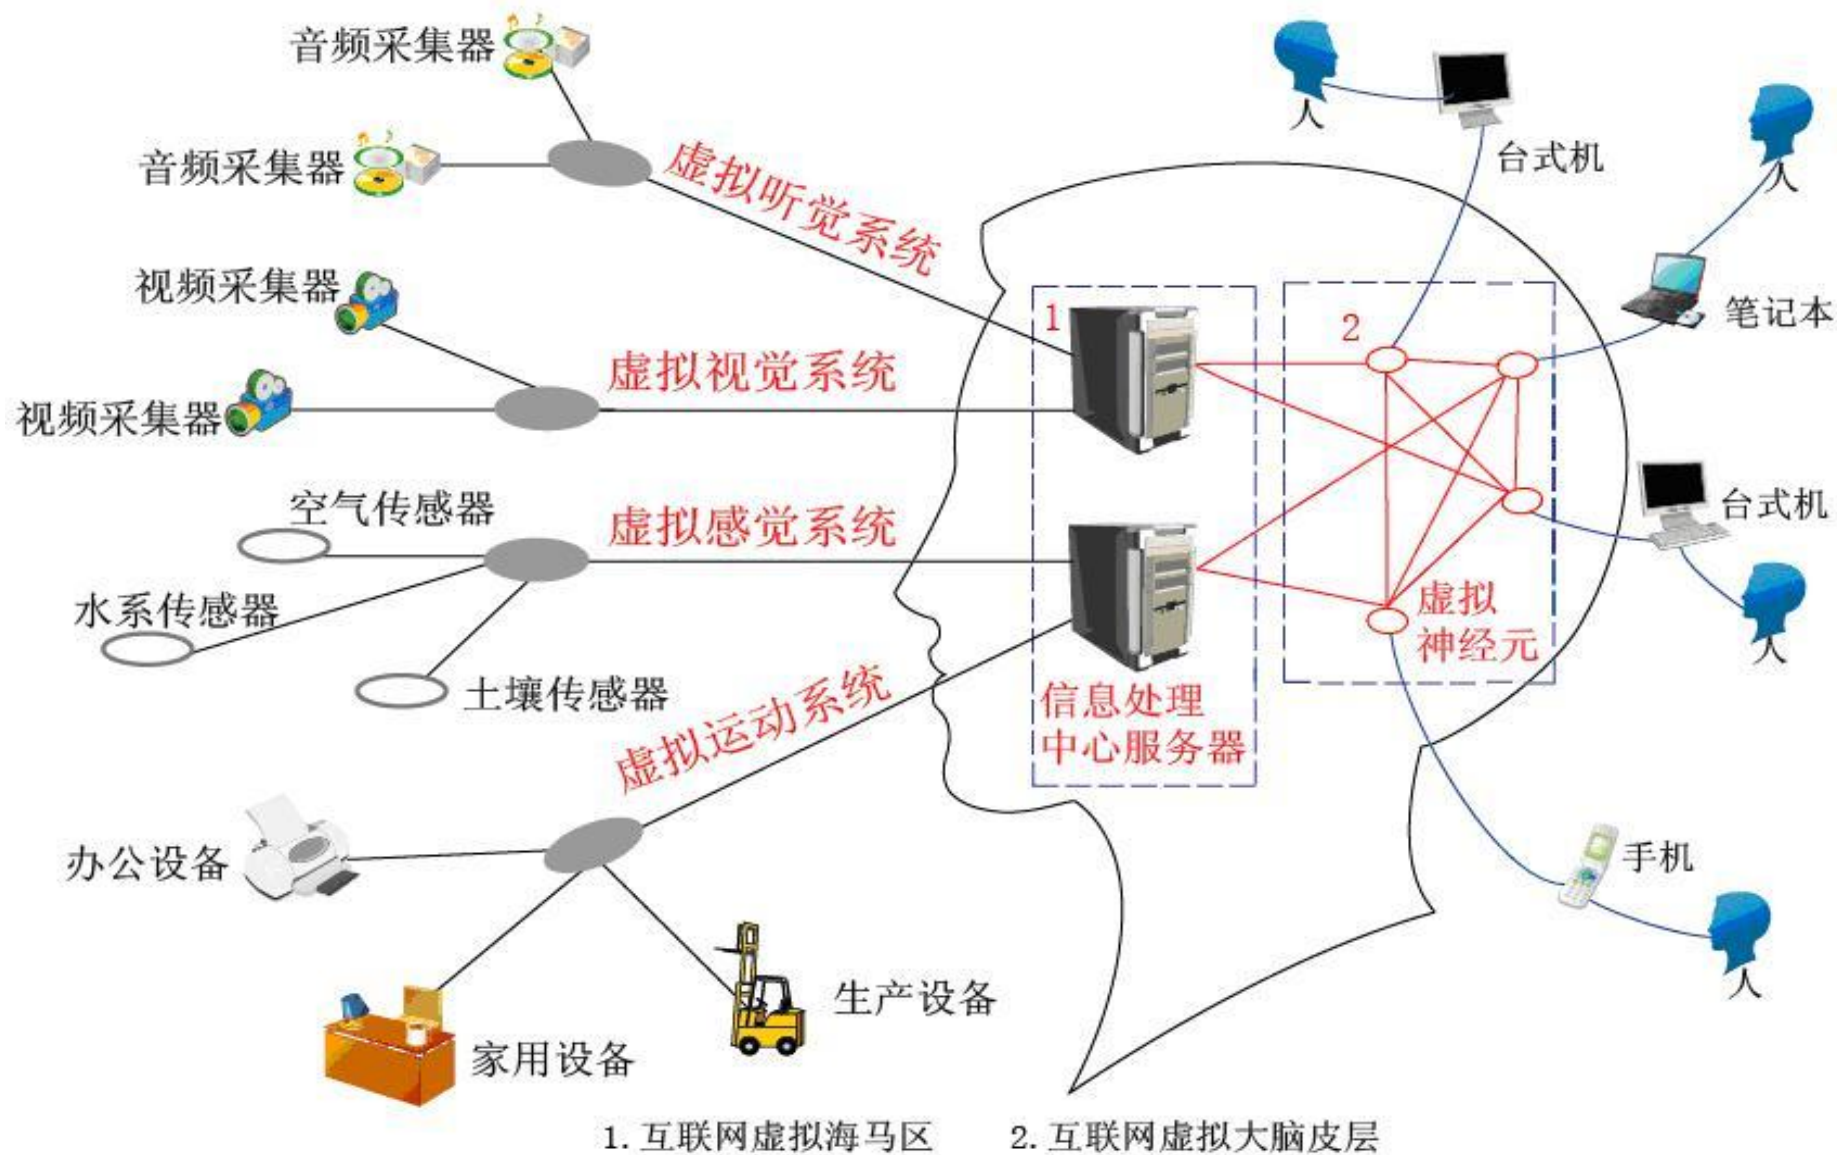 音频采集器
人
台式机
音频采集器
虚拟听觉系统
人
视频采集器
笔记本
1
2
虚拟视觉系统
视频采集器
空气传感器
虚拟感觉系统
台式机
水系传感器
虚拟
神经元
人
土壤传感器
虚拟运动系统
信息处理
中心服务器
办公设备
手机
人
生产设备
家用设备
1.互联网虚拟海马区
2.互联网虚拟大脑皮层